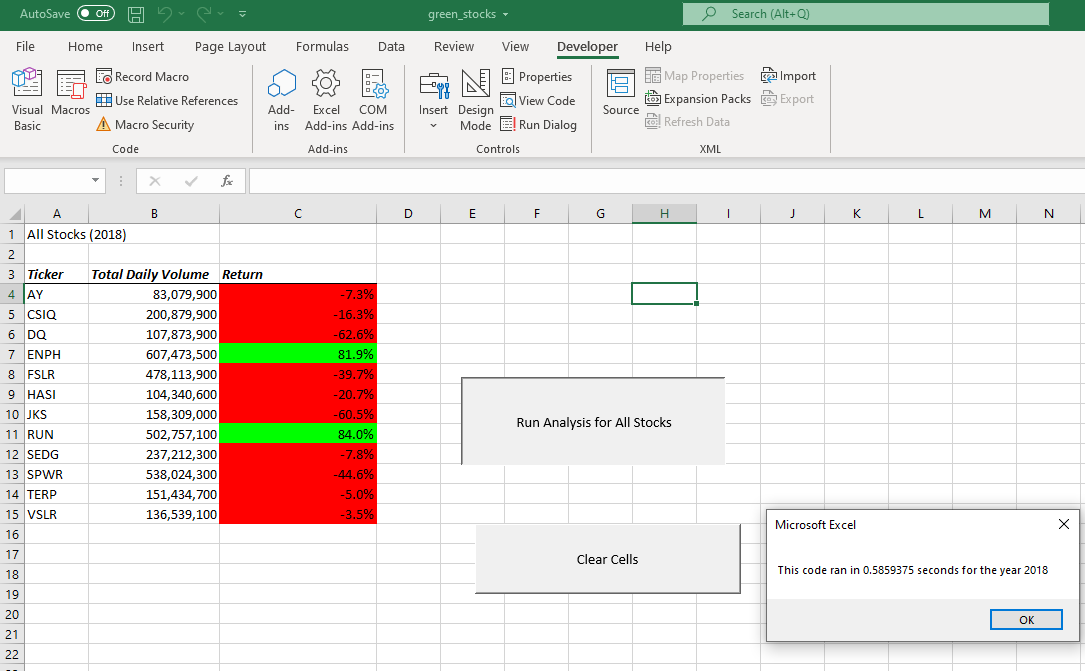 AutoSave Off green_stocks Search (Alt+Q)
File Home Insert Page Layout Formulas Data Review View Developer Help
Visual Basic
Macros
Record Macro
Use Relative References
Macro Security
Code
Add-ins
Excel Add-ins
COM Add-ins
Add-ins
Insert
Design Mode
Properties
View Code
Run Dialog
Controls
Source
Map Properties
Expansion Packs
Refresh Data
Import
Export
XML
fx
A B C D E F G H I J K L M N
1 All Stocks (2018)
2
3 Ticker Total Daily Volume Return
4 AY 83,079,900 -7.3%
5 CSIQ 200,879,900 -16.3%
6 DQ 107,873,900 -62.6%
7 ENPH 607,473,500 81.9%
8 FSLR 478,113,900 -39.7%
9 HASI 104,340,600 -20.7%
10 JKS 158,309,000 -60.5%
11 RUN 502,757,100 84.0%
12 SEDG 237,212,300 -7.8%
13 SPWR 538,024,300 -44.6%
14 TERP 151,434,700 -5.0%
15 VSLR 136,539,100 -3.5%
16
17
18
19
20
21
22
Run Analysis for All Stocks
Clear Cells
Microsoft Excel
This code ran in 0.5859375 seconds for the year 2018
OK